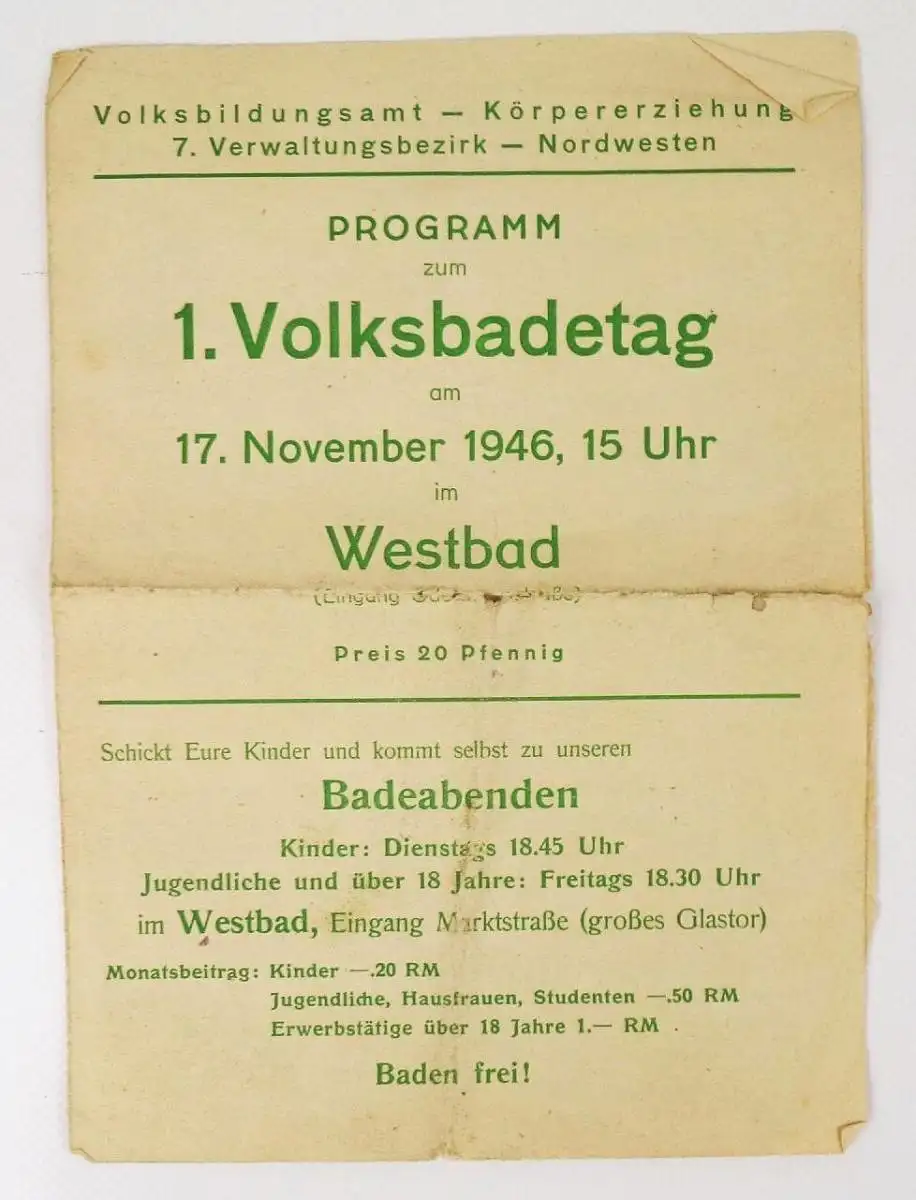 Volksbildungsamt — Körpererziehung
7. Verwaltungsbezirk — Nordwesten
PROGRAMM
zum
1. Volksbadetag
am
17. November 1946, 15 Uhr
im
Westbad
(Eingang
Preis 20 Pfennig
Schickt Eure Kinder und kommt selbst zu unseren
Badeabenden
Kinder: Dienstags 18.45 Uhr
Jugendliche und über 18 Jahre: Freitags 18.30 Uhr
im Westbad, Eingang Marktstraße (großes Glastor)
Monatsbeitrag: Kinder —.20 RM
Jugendliche, Hausfrauen, Studenten —.50 RM
Erwerbstätige über 18 Jahre 1.— RM
Baden frei!